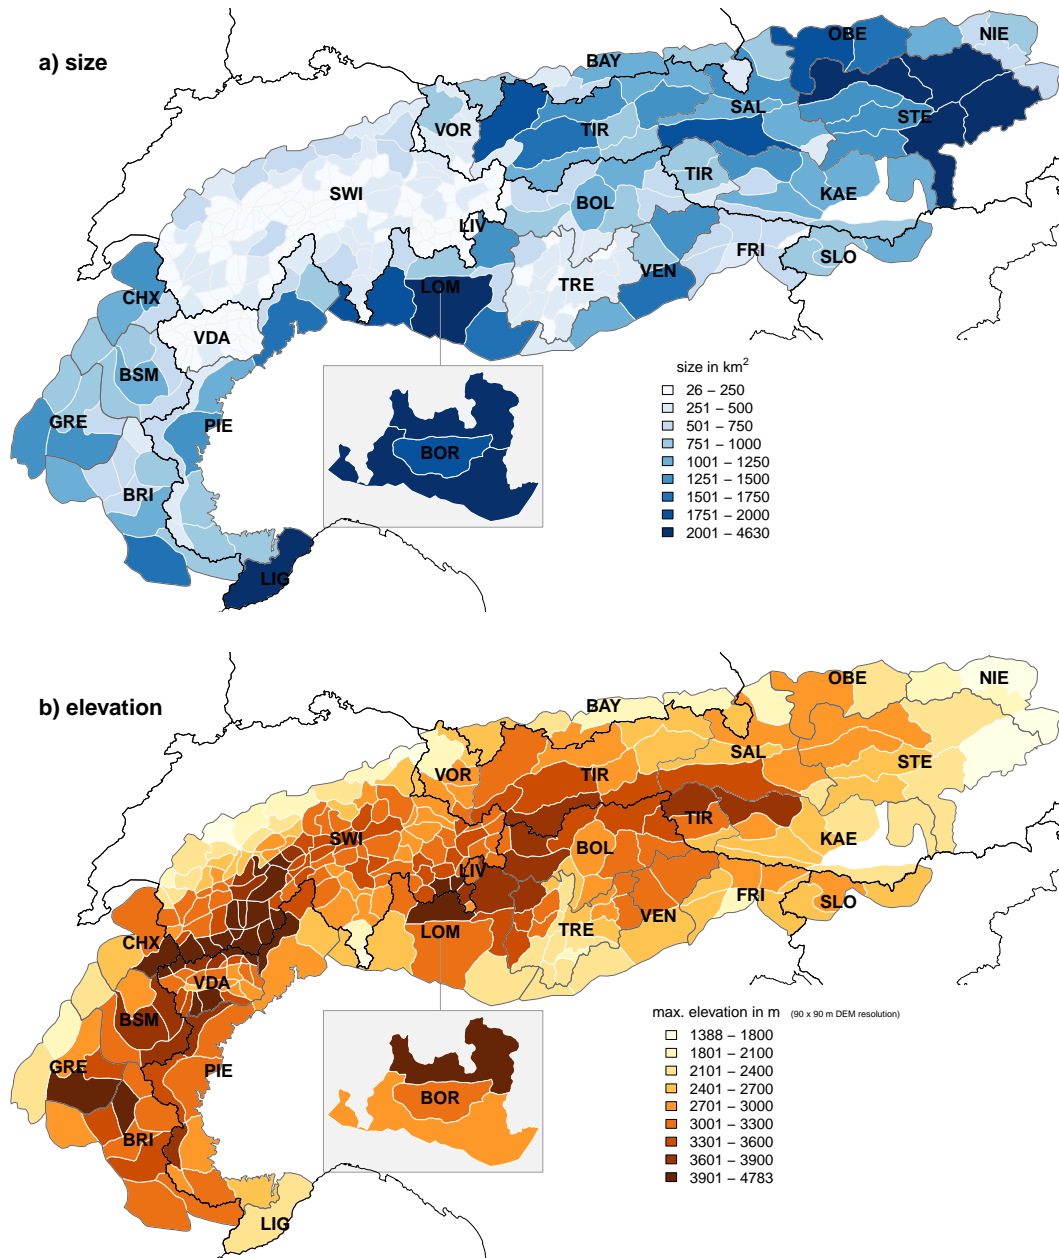 a) size
OBE
NIE
BAY
SAL
VOR
TIR
STE
TIR
SWI
KAE
BOL
LIV
FRI
SLO
VEN
LOM
TRE
CHX
VDA
BSM
GRE
PIE
BRI
BOR
LIG
size in km²
26 – 250
251 – 500
501 – 750
751 – 1000
1001 – 1250
1251 – 1500
1501 – 1750
1751 – 2000
2001 – 4630
b) elevation
OBE
NIE
BAY
SAL
VOR
TIR
STE
TIR
SWI
KAE
BOL
LIV
FRI
SLO
VEN
LOM
TRE
CHX
VDA
BSM
GRE
PIE
BRI
BOR
LIG
max. elevation in m (90 x 90 m DEM resolution)
1388 – 1800
1801 – 2100
2101 – 2400
2401 – 2700
2701 – 3000
3001 – 3300
3301 – 3600
3601 – 3900
3901 – 4783